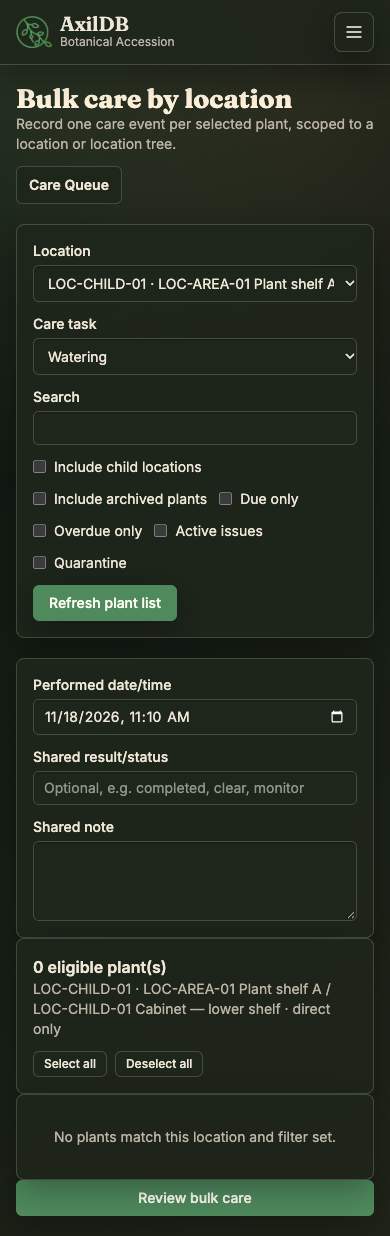 AxilDB
Botanical Accession
Bulk care by location
Record one care event per selected plant, scoped to a
location or location tree.
Care Queue
Location
LOC-CHILD-01 · LOC-AREA-01 Plant shelf A
Care task
Watering
Search
Include child locations
Include archived plants Due only
Overdue only Active issues
Quarantine
Refresh plant list
Performed date/time
11/18/2026, 11:10 AM
Shared result/status
Optional, e.g. completed, clear, monitor
Shared note
0 eligible plant(s)
LOC-CHILD-01 · LOC-AREA-01 Plant shelf A /
LOC-CHILD-01 Cabinet — lower shelf · direct
only
Select all Deselect all
No plants match this location and filter set.
Review bulk care